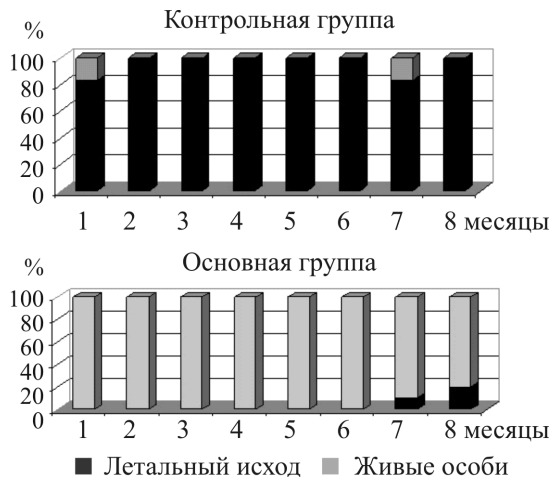 Контрольная группа
%
100
80
60
40
20
0
1 2 3 4 5 6 7 8 месяцы
Основная группа
%
100
80
60
40
20
0
1 2 3 4 5 6 7 8 месяцы
Летальный исход Живые особи